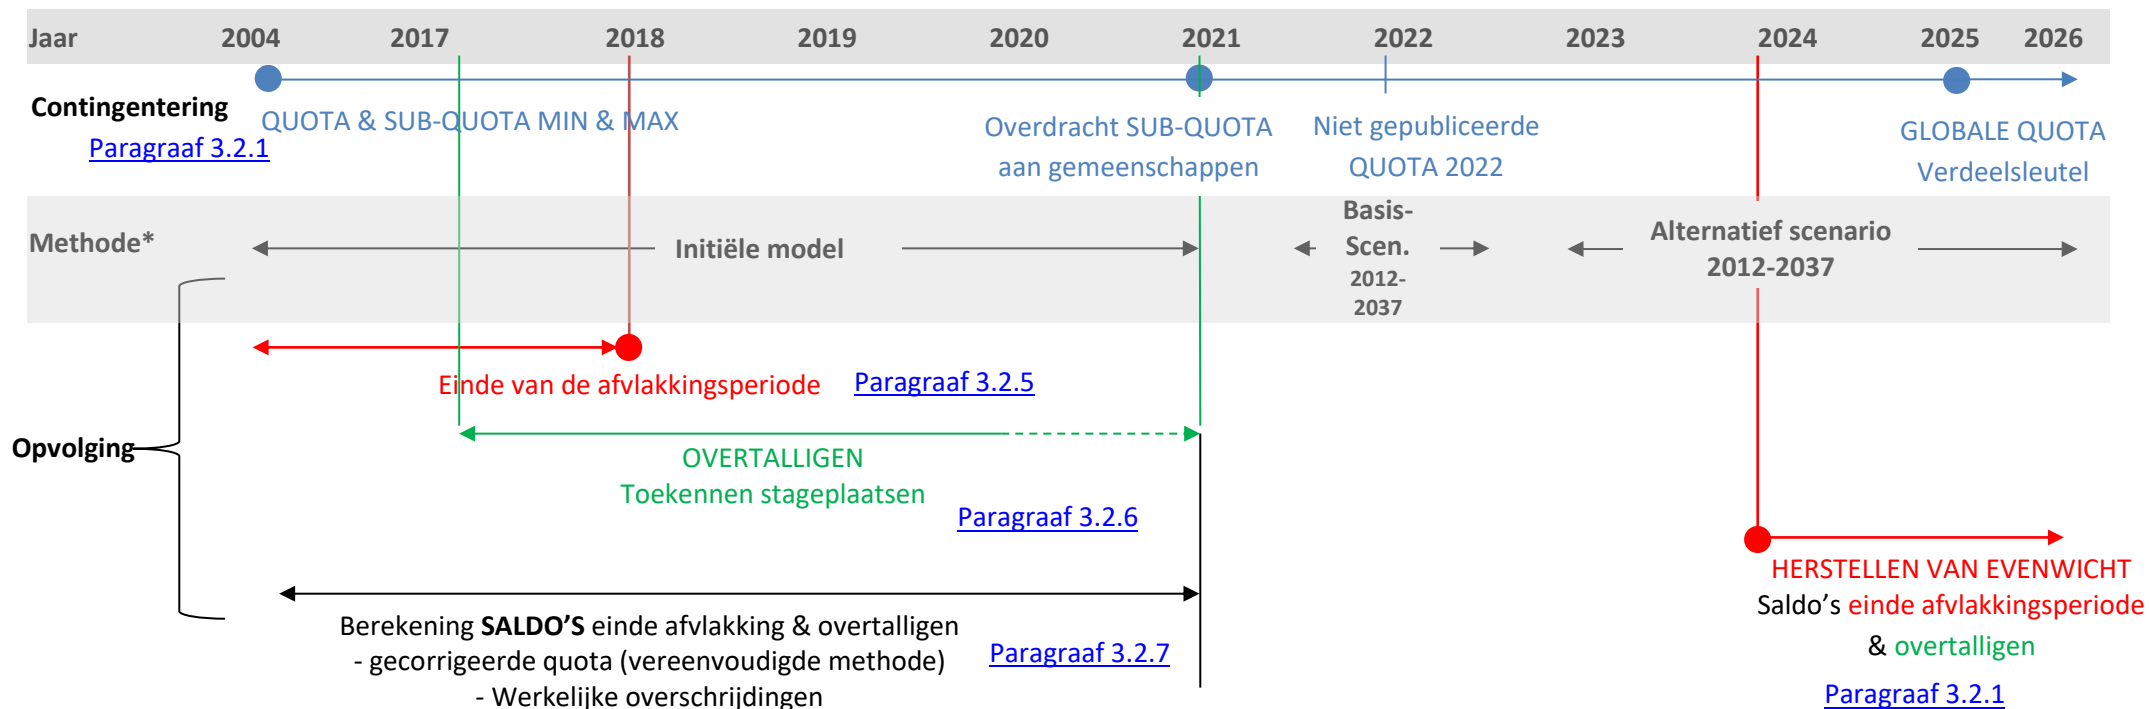 Jaar 2004 2017 2018 2019 2020 2021 2022 2023 2024 2025 2026
Contingentering
Paragraaf 3.2.1
QUOTA & SUB-QUOTA MIN & MAX
Overdracht SUB-QUOTA
aan gemeenschappen
Niet gepubliceerde
QUOTA 2022
GLOBALE QUOTA
Verdeelsleutel
Methode*
Initiële model
Basis-
Scen.
2012-
2037
Alternatief scenario
2012-2037
Opvolging
Einde van de afvlakkingsperiode
Paragraaf 3.2.5
OVERTALLIGEN
Toekennen stageplaatsen
Paragraaf 3.2.6
Berekening SALDO’S einde afvlakking & overtalligen
- gecorrigeerde quota (vereenvoudigde methode)
- Werkelijke overschrijdingen
Paragraaf 3.2.7
HERSTELLEN VAN EVENWICHT
Saldo’s einde afvlakkingsperiode
& overtalligen
Paragraaf 3.2.1